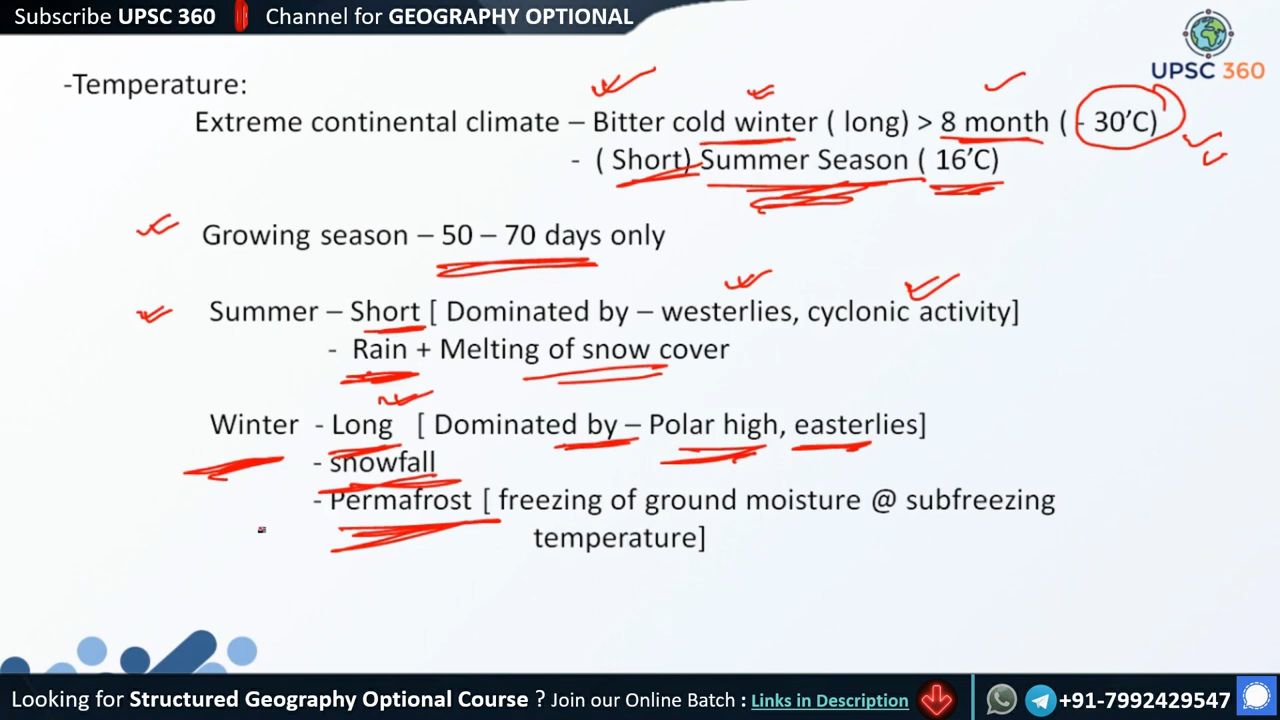 Subscribe UPSC 360 Channel for GEOGRAPHY OPTIONAL
UPSC 360
-Temperature:
Extreme continental climate – Bitter cold winter ( long) > 8 month ( - 30’C)
- ( Short) Summer Season ( 16’C)
Growing season – 50 – 70 days only
Summer – Short [ Dominated by – westerlies, cyclonic activity]
- Rain + Melting of snow cover
Winter - Long [ Dominated by – Polar high, easterlies]
- snowfall
- Permafrost [ freezing of ground moisture @ subfreezing
temperature]
Looking for Structured Geography Optional Course ? Join our Online Batch : Links in Description +91-7992429547